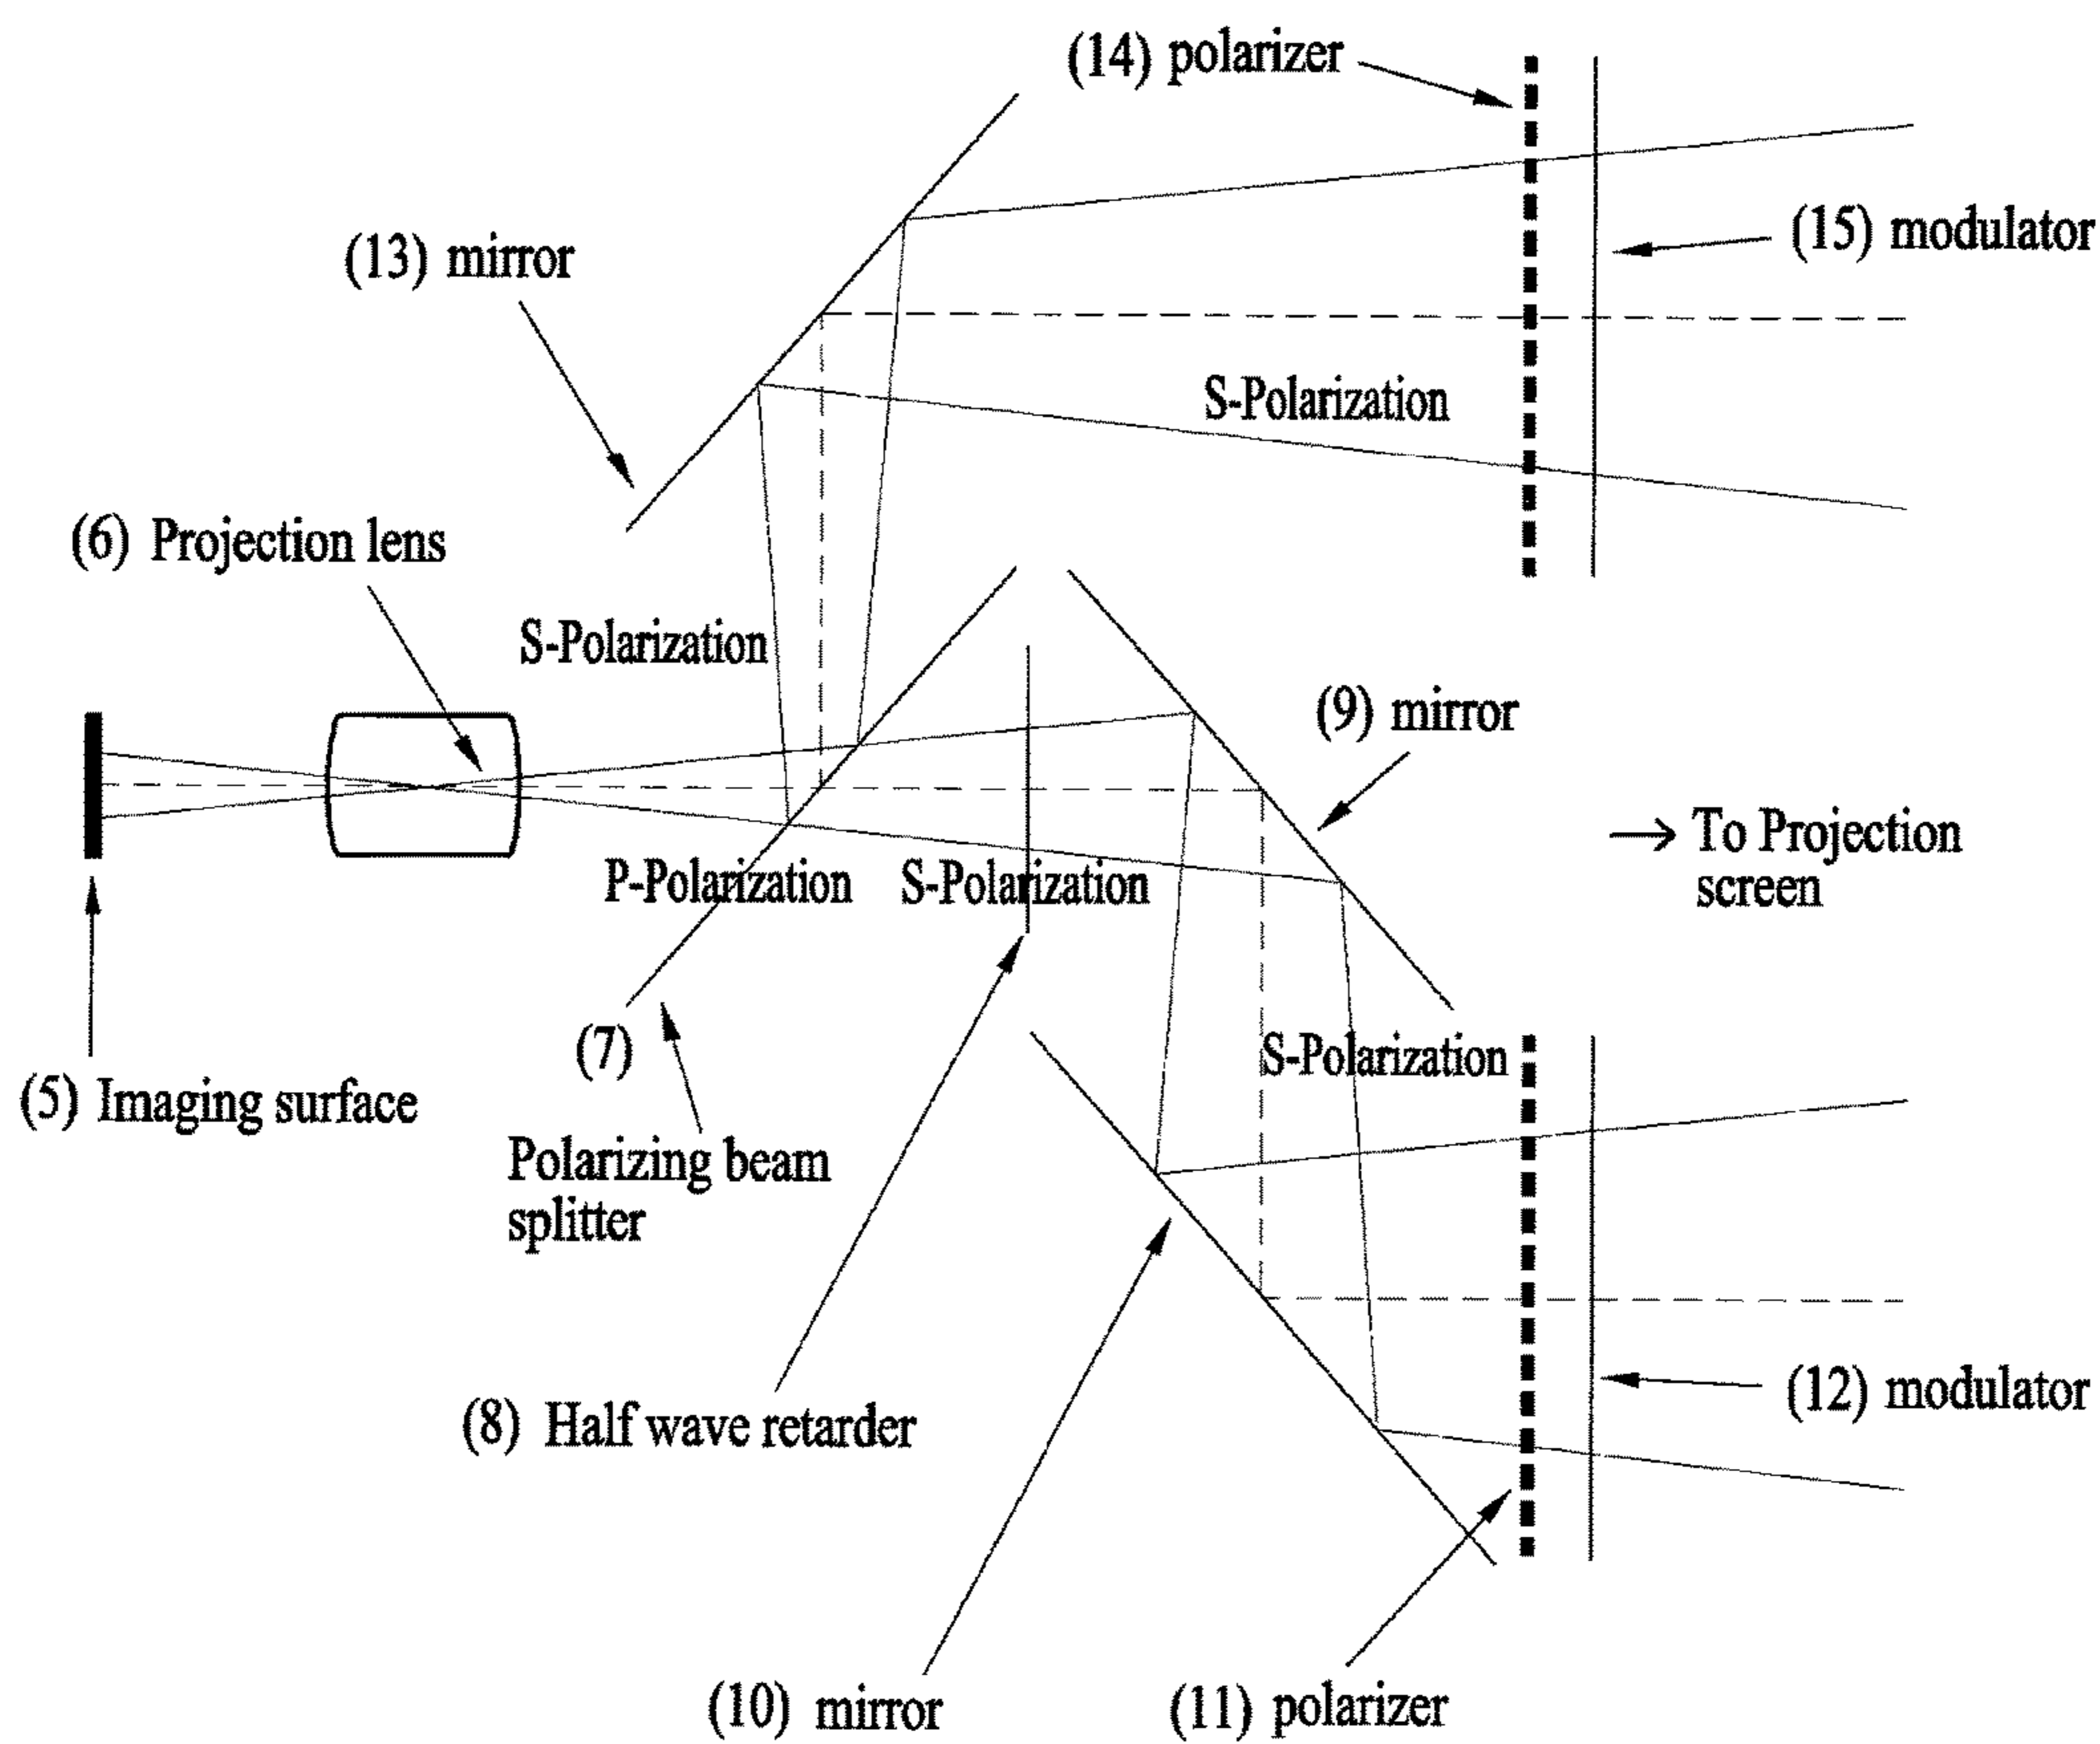 (14) polarizer
(15) modulator
(13) mirror
S-Polarization
(6) Projection lens
S-Polarization
(9) mirror
To Projection
screen
P-Polarization
S-Polarization
(7)
S-Polarization
(5) Imaging surface
Polarizing beam
splitter
(12) modulator
(8) Half wave retarder
(10) mirror
(11) polarizer